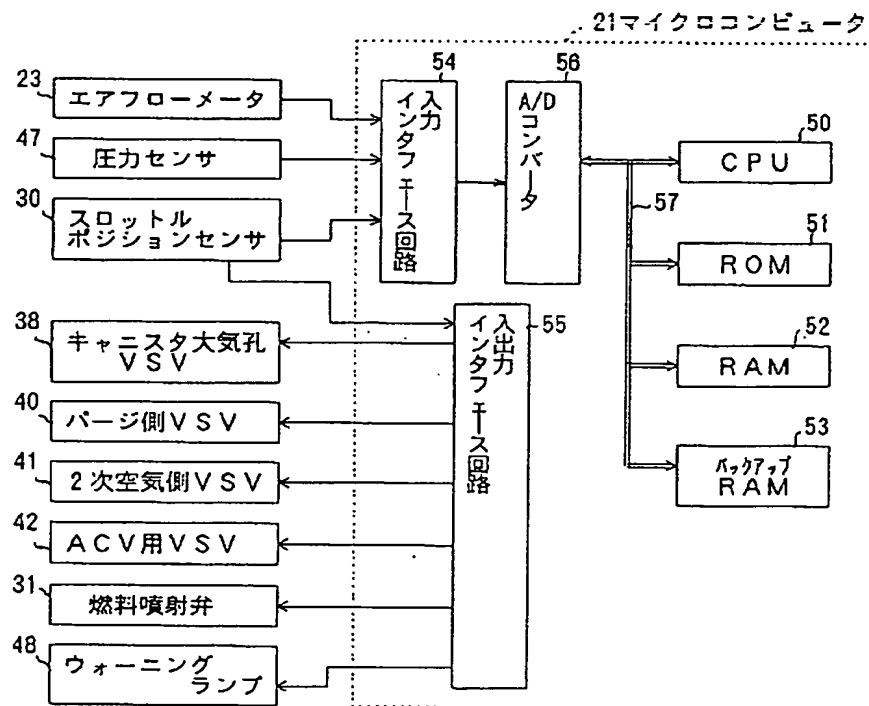 21マイクロコンピュータ
54
56
23
エアフローメータ
47
圧力センサ
30
スロットル
ポジションセンサ
入力
インタフェース回路
A/D
コンバータ
50
CPU
57
51
ROM
52
RAM
53
バックアップ
RAM
38
キャニスタ大気孔
VSV
40
パージ側VSV
41
2次空気側VSV
42
ACV用VSV
31
燃料噴射弁
48
ウォーニング
ランプ
55
入出力
インタフェース回路